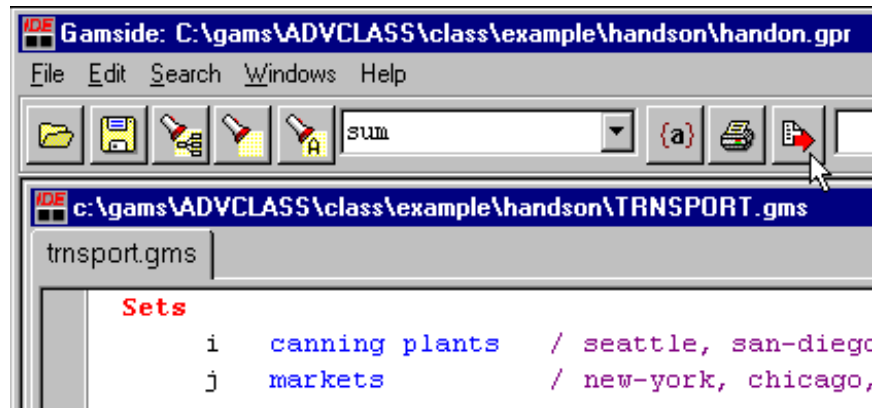 IDE Gamside: C:\gams\ADVCLASS\class\example\handson\handon.gpr
File Edit Search Windows Help
A sum {a}
IDE c:\gams\ADVCLASS\class\example\handson\TRNSPORT.gms
trnsport.gms
Sets
i canning plants / seattle, san-diego
j markets / new-york, chicago,